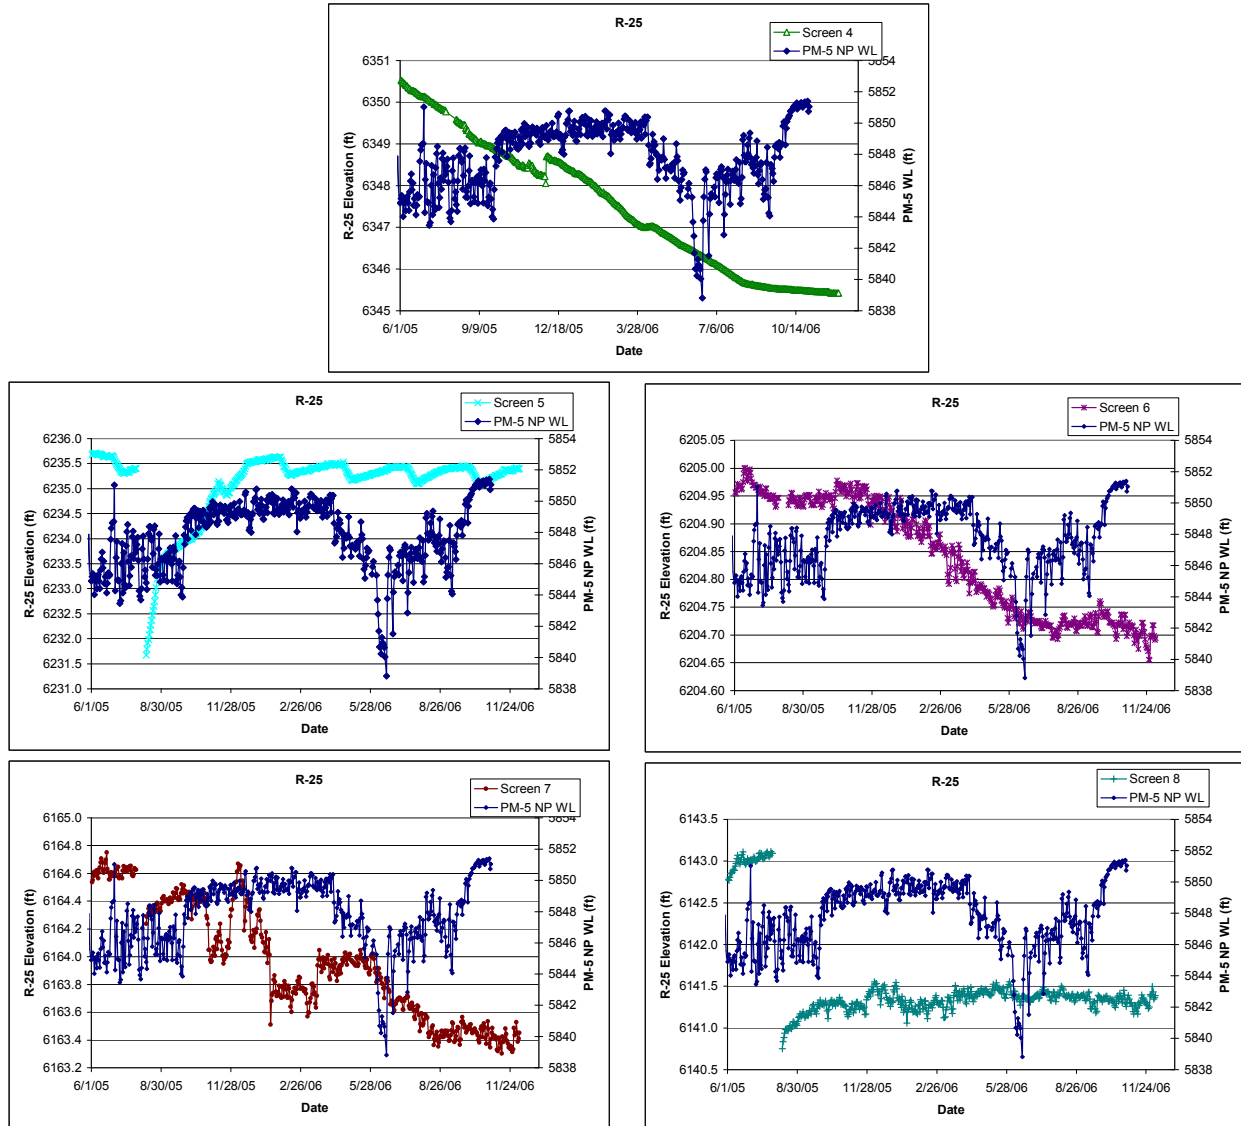 R-25
Screen 4
PM-5 NP WL
6351
6350
6349
6348
6347
6346
6345
R-25 Elevation (ft)
5854
5852
5850
5848
5846
5844
5842
5840
5838
PM-5 WL (ft)
6/1/05 9/9/05 12/18/05 3/28/06 7/6/06 10/14/06
Date
R-25
Screen 5
PM-5 NP WL
6236.0
6235.5
6235.0
6234.5
6234.0
6233.5
6233.0
6232.5
6232.0
6231.5
6231.0
R-25 Elevation (ft)
5854
5852
5850
5848
5846
5844
5842
5840
5838
PM-5 NP WL (ft)
6/1/05 8/30/05 11/28/05 2/26/06 5/28/06 8/26/06 11/24/06
Date
R-25
Screen 6
PM-5 NP WL
6205.05
6205.00
6204.95
6204.90
6204.85
6204.80
6204.75
6204.70
6204.65
6204.60
R-25 Elevation (ft)
5854
5852
5850
5848
5846
5844
5842
5840
5838
PM-5 NP WL (ft)
6/1/05 8/30/05 11/28/05 2/26/06 5/28/06 8/26/06 11/24/06
Date
R-25
Screen 7
PM-5 NP WL
6165.0
6164.8
6164.6
6164.4
6164.2
6164.0
6163.8
6163.6
6163.4
6163.2
R-25 Elevation (ft)
5854
5852
5850
5848
5846
5844
5842
5840
5838
PM-5 NP WL (ft)
6/1/05 8/30/05 11/28/05 2/26/06 5/28/06 8/26/06 11/24/06
Date
R-25
Screen 8
PM-5 NP WL
6143.5
6143.0
6142.5
6142.0
6141.5
6141.0
6140.5
R-25 Elevation (ft)
5854
5852
5850
5848
5846
5844
5842
5840
5838
PM-5 NP WL (ft)
6/1/05 8/30/05 11/28/05 2/26/06 5/28/06 8/26/06 11/24/06
Date